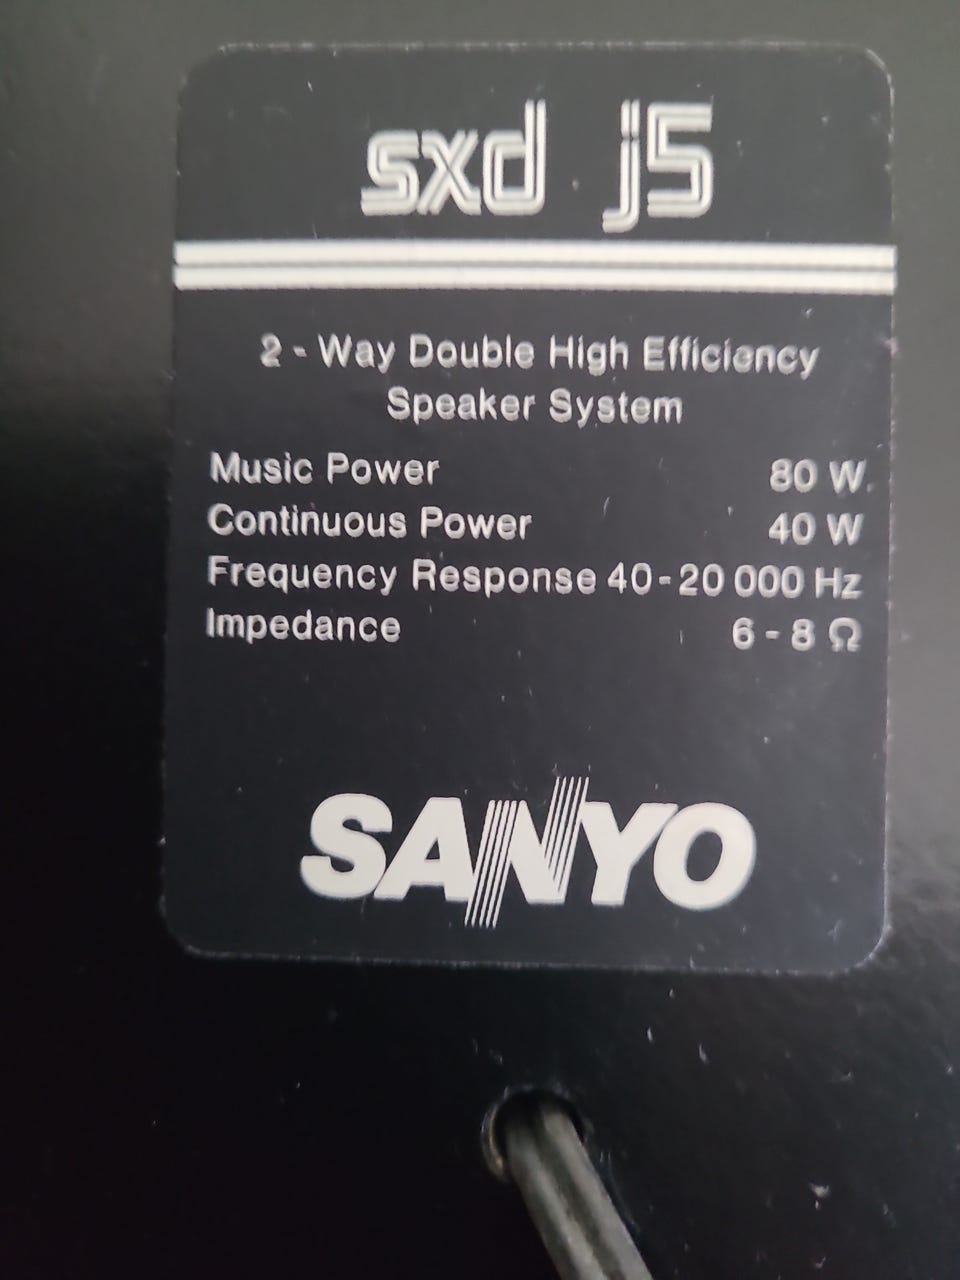 sxd j5
2 - Way Double High Efficiency
Speaker System
Music Power 80 W.
Continuous Power 40 W
Frequency Response 40-20 000 Hz
Impedance 6 - 8 Ω
SANYO